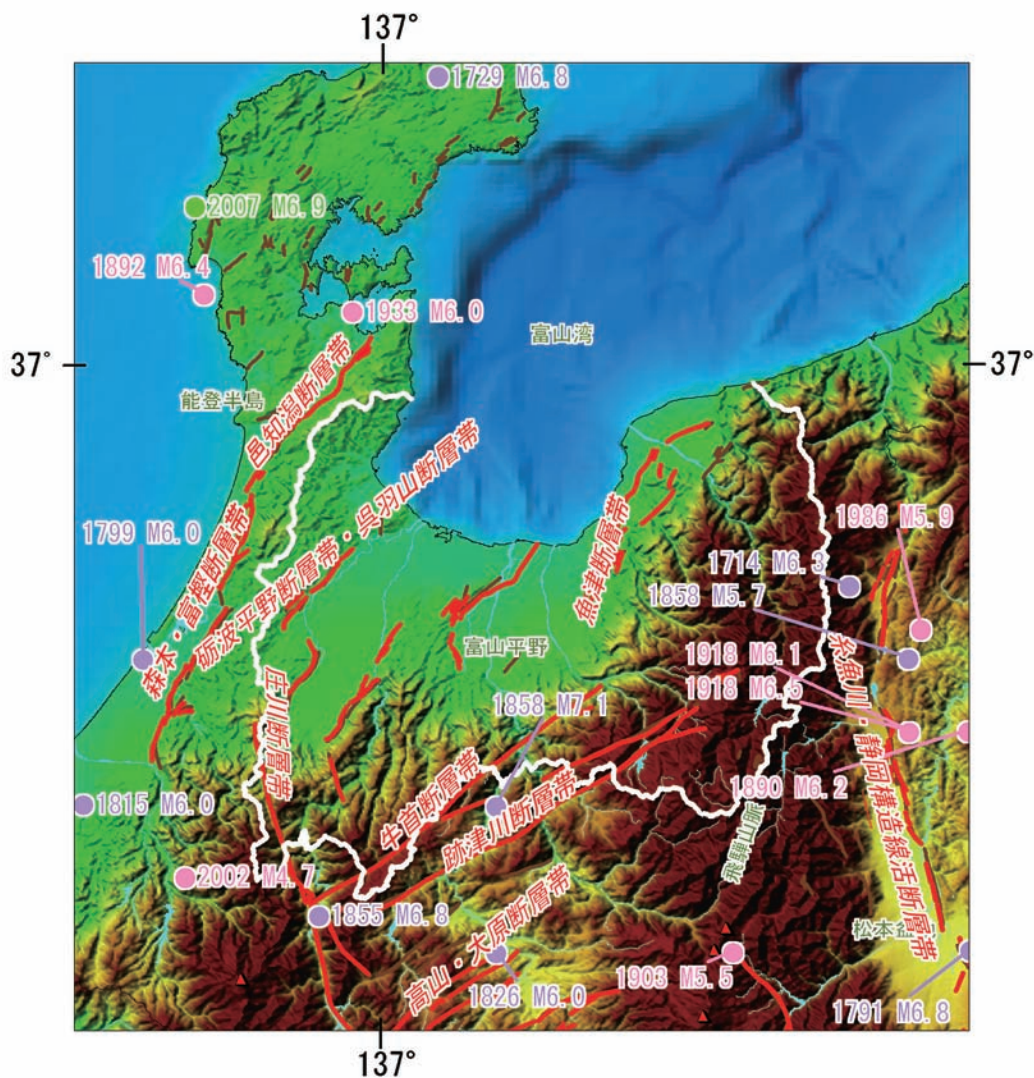 137°
1729 M6.8
2007 M6.9
1892 M6.4
1933 M6.0
富山湾
37°
37°
能登半島
邑知潟断層帯
砺波平野断層帯・呉羽山断層帯
森本・富樫断層帯
魚津断層帯
1799 M6.0
1986 M5.9
1714 M6.3
1858 M5.7
富山平野
1918 M6.1
1918 M6.5
糸魚川・静岡構造線活断層帯
庄川断層帯
1858 M7.1
1890 M6.2
1815 M6.0
牛首断層帯
跡津川断層帯
飛騨山脈
2002 M4.7
1855 M6.8
高山・大原断層帯
松本盆
1826 M6.0
1903 M5.5
1791 M6.8
137°